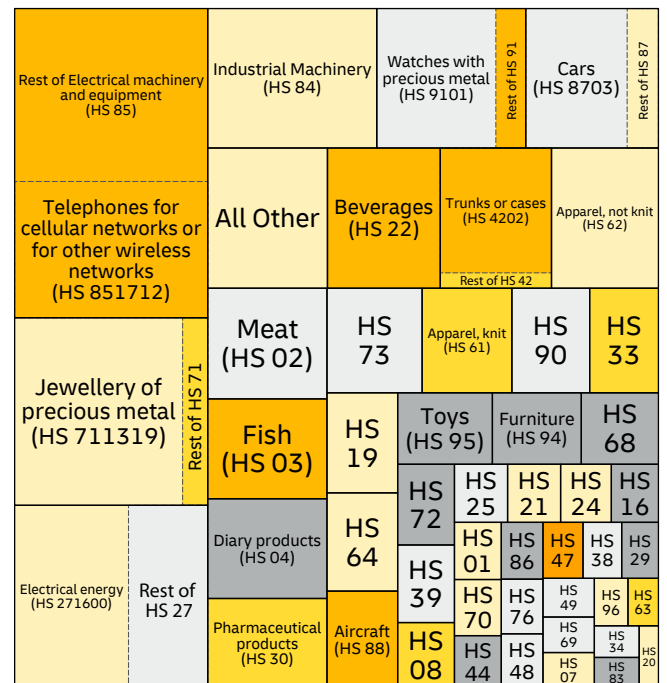 Rest of Electrical machinery
and equipment
(HS 85)
Telephones for
cellular networks or
for other wireless
networks
(HS 851712)
Jewellery of
precious metal
(HS 711319)
Rest of HS 71
Electrical energy
(HS 271600)
Rest of
HS 27
Industrial Machinery
(HS 84)
Watches with
precious metal
(HS 9101)
Rest of HS 91
Cars
(HS 8703)
Rest of HS 87
All Other
Beverages
(HS 22)
Trunks or cases
(HS 4202)
Rest of HS 42
Apparel, not knit
(HS 62)
Meat
(HS 02)
HS
73
Apparel, knit
(HS 61)
HS
90
HS
33
Fish
(HS 03)
HS
19
Toys
(HS 95)
Furniture
(HS 94)
HS
68
Diary products
(HS 04)
HS
64
HS
72
HS
25
HS
21
HS
24
HS
16
HS
39
HS
01
HS
86
HS
47
HS
38
HS
29
Pharmaceutical
products
(HS 30)
Aircraft
(HS 88)
HS
08
HS
70
HS
44
HS
76
HS
48
HS
49
HS
69
HS
07
HS
96
HS
63
HS
34
HS
83
HS
20